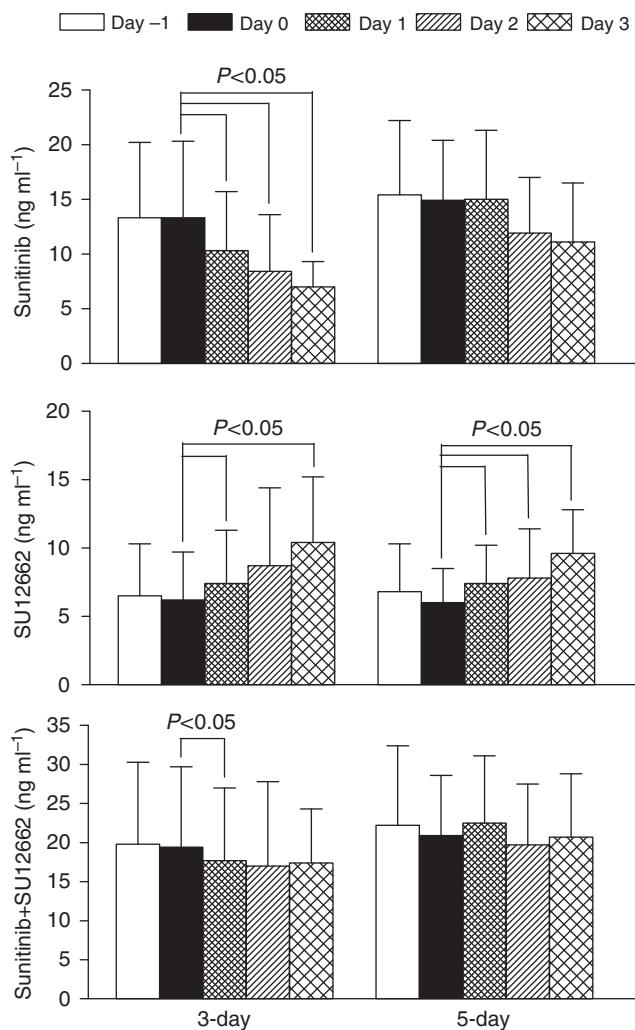 Day –1 Day 0 Day 1 Day 2 Day 3
P<0.05
25
20
15
10
5
0
Sunitinib (ng ml⁻¹)
P<0.05 P<0.05
20
15
10
5
0
SU12662 (ng ml⁻¹)
P<0.05
35
30
25
20
15
10
5
0
Sunitinib+SU12662 (ng ml⁻¹)
3-day 5-day